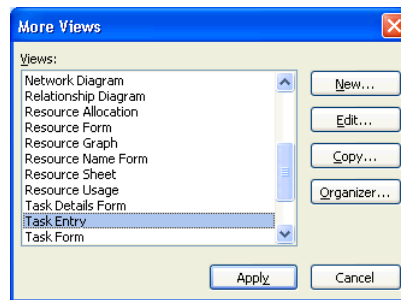 More Views
Views:
Network Diagram
Relationship Diagram
Resource Allocation
Resource Form
Resource Graph
Resource Name Form
Resource Sheet
Resource Usage
Task Details Form
Task Entry
Task Form
New...
Edit...
Copy...
Organizer...
Apply
Cancel